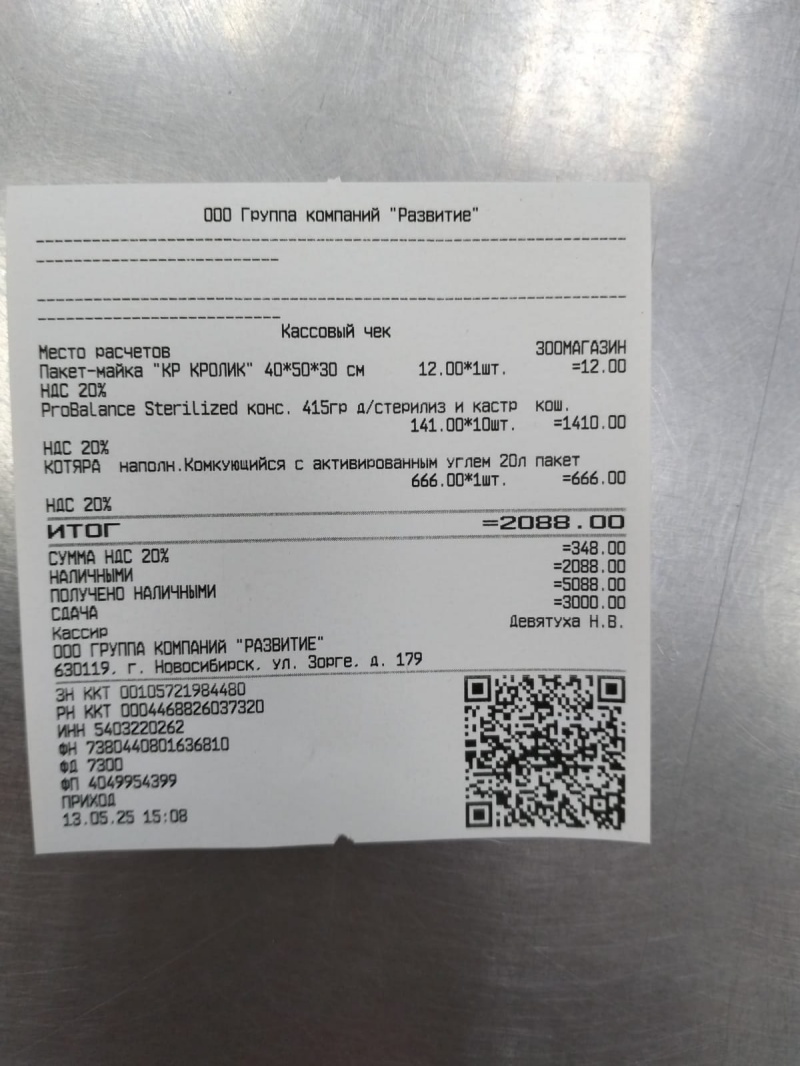 ООО Группа компаний "Развитие"
Кассовый чек
Место расчетов ЗООМАГАЗИН
Пакет-майка "КР КРОЛИК" 40*50*30 см 12.00*1шт. =12.00
НДС 20%
ProBalance Sterilized конс. 415гр д/стерилиз и кастр кош.
141.00*10шт. =1410.00
НДС 20%
КОТЯРА наполн.Комкующийся с активированным углем 20л пакет
666.00*1шт. =666.00
НДС 20%
ИТОГ =2088.00
СУММА НДС 20% =348.00
НАЛИЧНЫМИ =2088.00
ПОЛУЧЕНО НАЛИЧНЫМИ =5088.00
СДАЧА =3000.00
Кассир Девятуха Н.В.
ООО ГРУППА КОМПАНИЙ "РАЗВИТИЕ"
630119, г. Новосибирск, ул. Зорге, д. 179
ЗН ККТ 00105721984480
РН ККТ 0004468826037320
ИНН 5403220262
ФН 7380440801636810
ФД 7300
ФП 4049954399
ПРИХОД
13.05.25 15:08